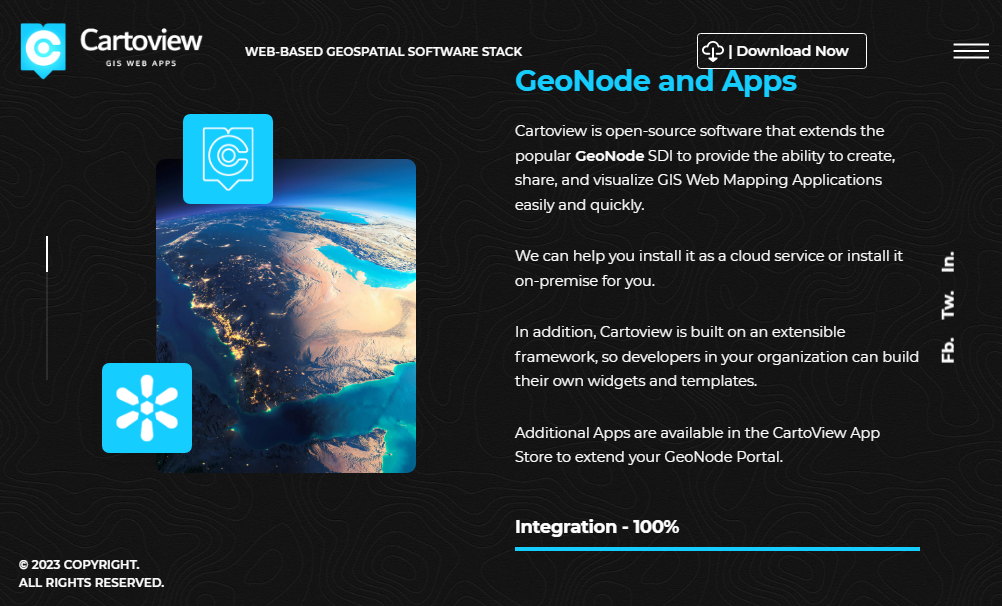 Cartoview
GIS WEB APPS
WEB-BASED GEOSPATIAL SOFTWARE STACK
| Download Now
GeoNode and Apps
Cartoview is open-source software that extends the
popular GeoNode SDI to provide the ability to create,
share, and visualize GIS Web Mapping Applications
easily and quickly.
We can help you install it as a cloud service or install it
on-premise for you.
In addition, Cartoview is built on an extensible
framework, so developers in your organization can build
their own widgets and templates.
Additional Apps are available in the CartoView App
Store to extend your GeoNode Portal.
Integration - 100%
Fb. Tw. In.
© 2023 COPYRIGHT.
ALL RIGHTS RESERVED.